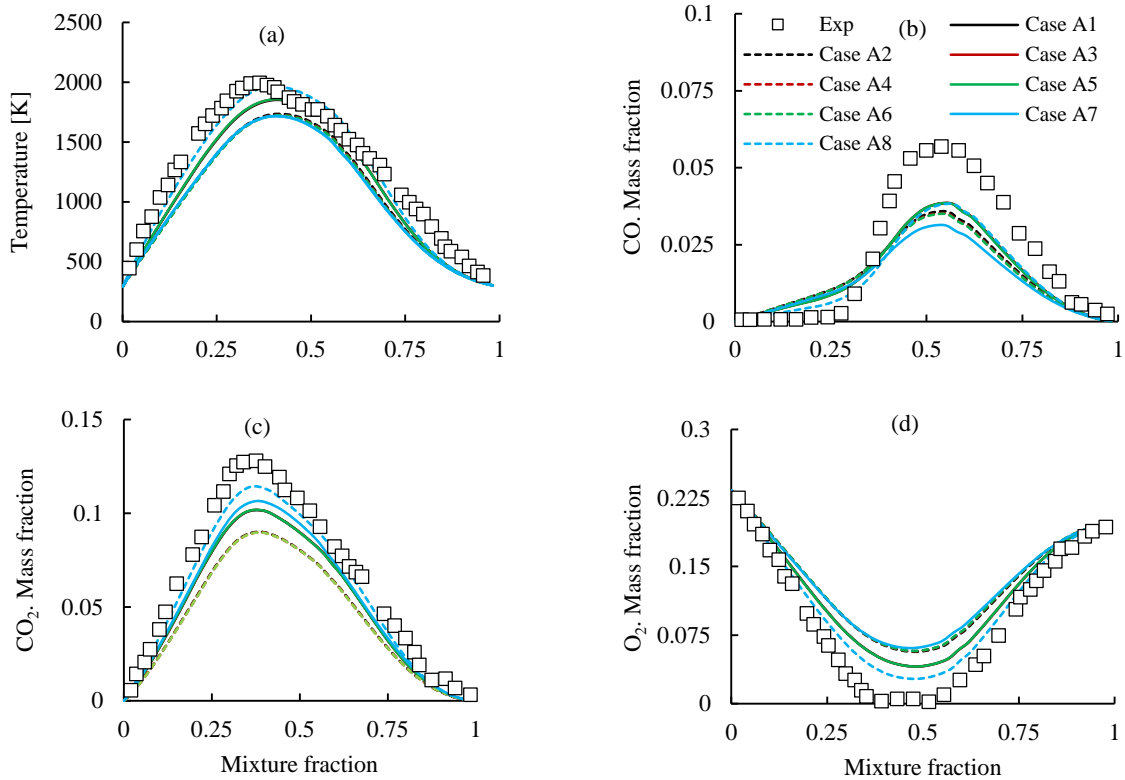 (a)
Temperature [K]
2500
2000
1500
1000
500
0
0 0.25 0.5 0.75 1
(b)
CO. Mass fraction
0.1
0.075
0.05
0.025
0
0 0.25 0.5 0.75 1
Exp
Case A1
Case A2
Case A3
Case A4
Case A5
Case A6
Case A7
Case A8
(c)
CO2. Mass fraction
0.15
0.1
0.05
0
0 0.25 0.5 0.75 1
Mixture fraction
(d)
O2. Mass fraction
0.3
0.225
0.15
0.075
0
0 0.25 0.5 0.75 1
Mixture fraction